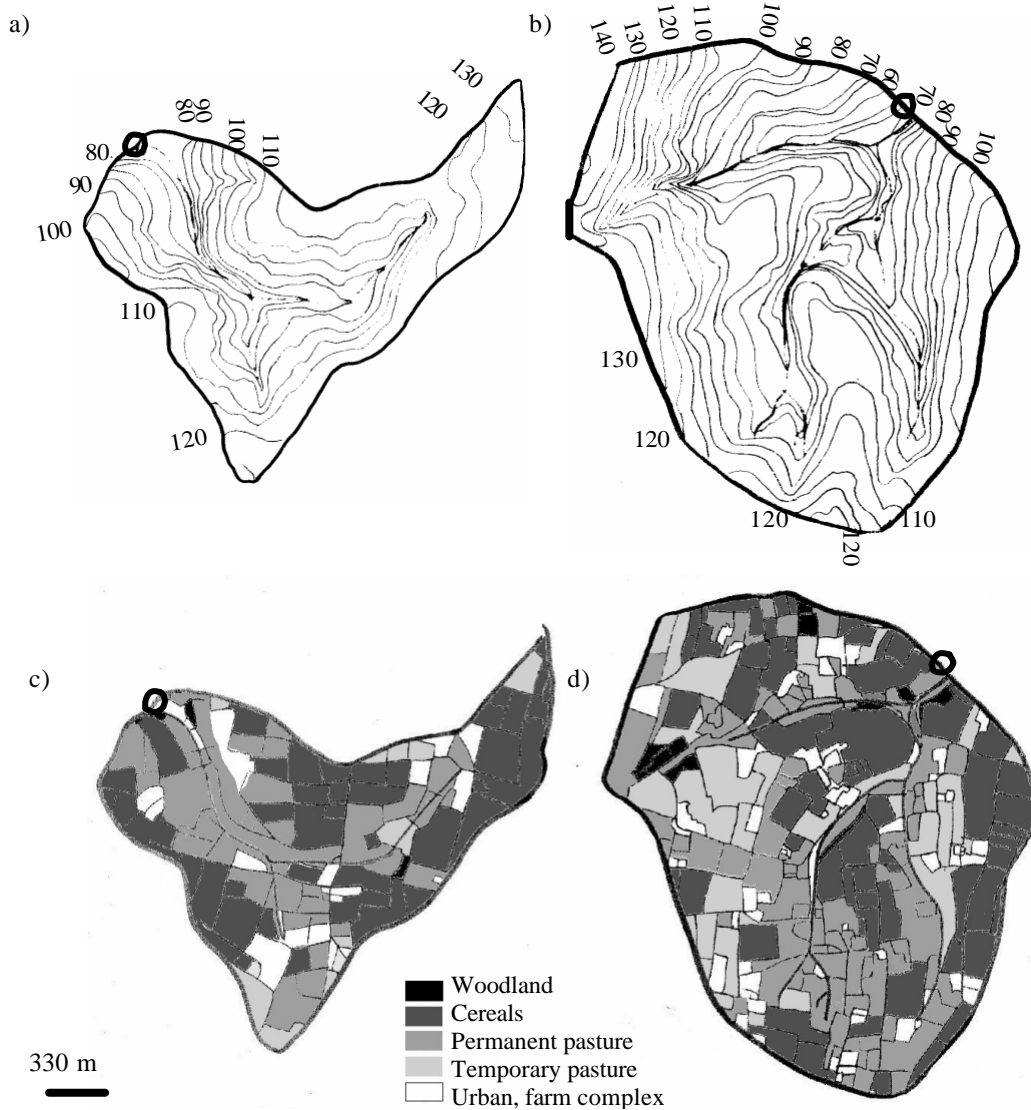 a)
80
90
100
110
130
120
80
90
100
110
120
b)
140
130
120
110
100
90
80
70
60
70
80
90
100
130
120
120
120
110
c)
d)
Woodland
Cereals
Permanent pasture
Temporary pasture
Urban, farm complex
330 m